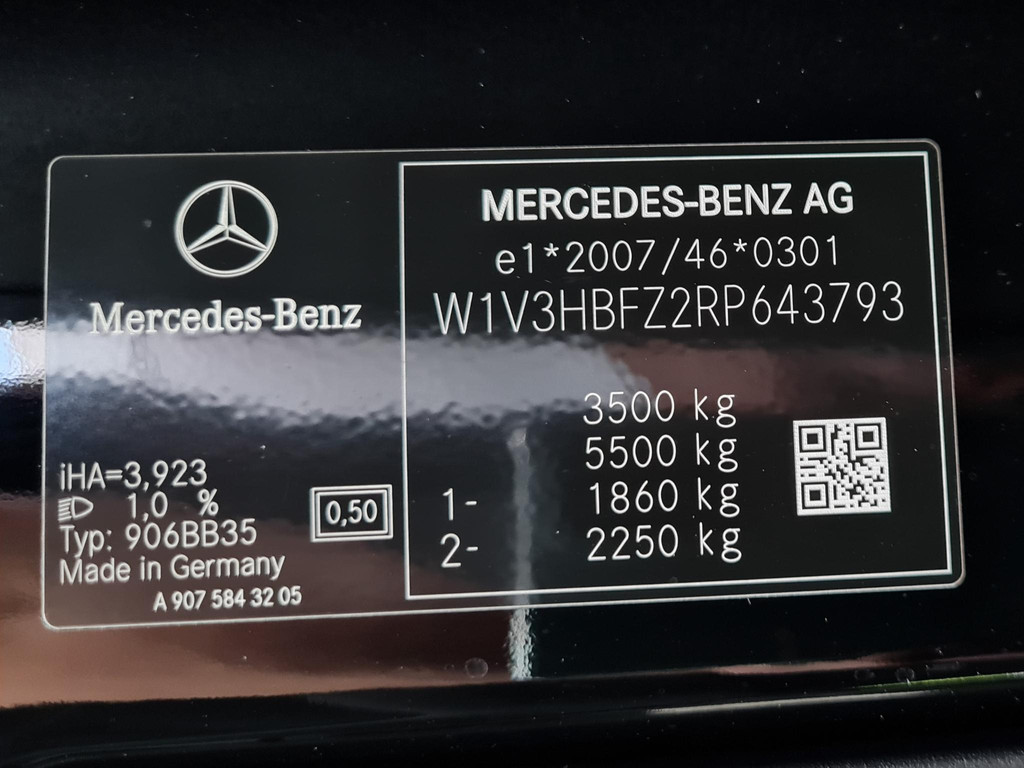 Mercedes-Benz
iHA=3,923
1,0 %
Typ: 906BB35
Made in Germany
A 907 584 32 05
0,50
MERCEDES-BENZ AG
e1*2007/46*0301
W1V3HBFZ2RP643793
3500 kg
5500 kg
1- 1860 kg
2- 2250 kg